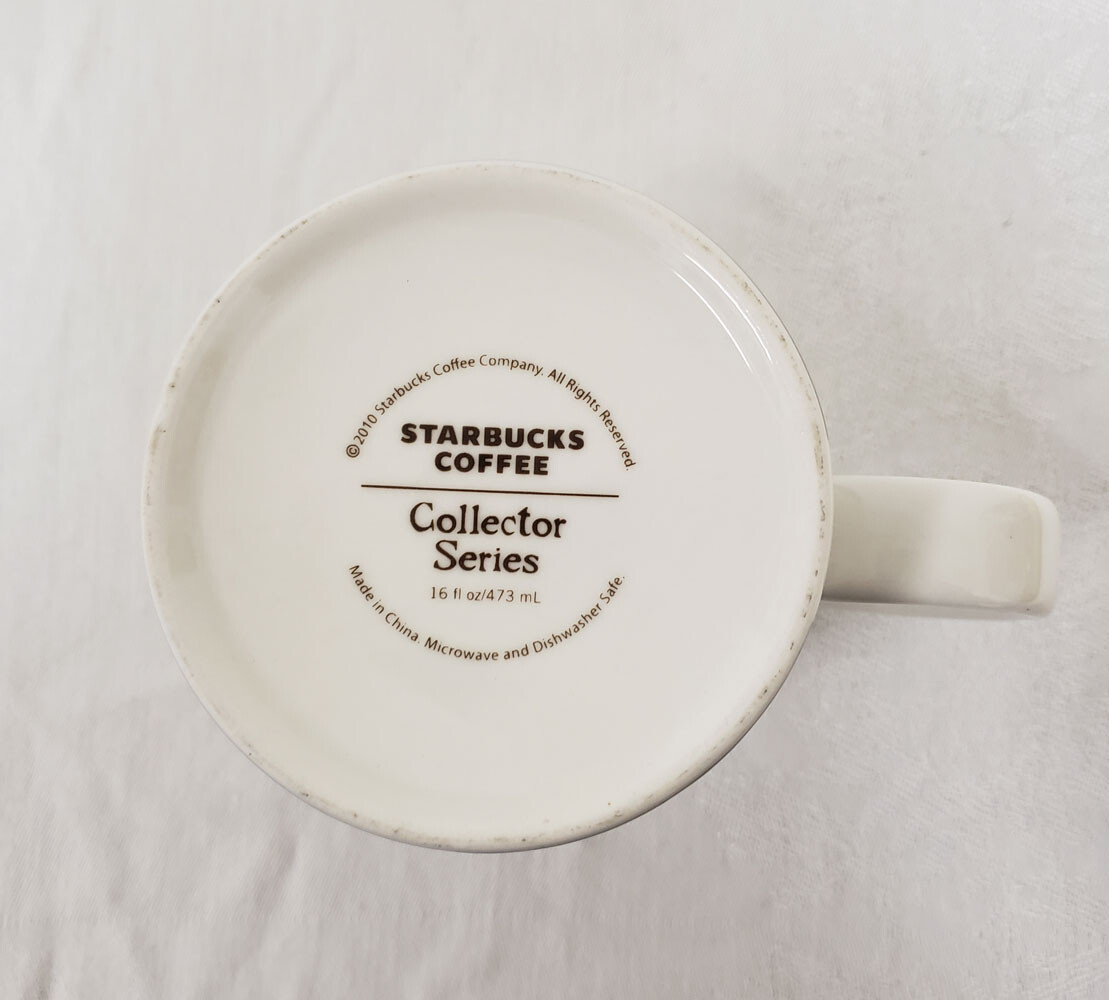 ©2010 Starbucks Coffee Company. All Rights Reserved.
STARBUCKS
COFFEE
Collector
Series
16 fl oz/473 mL
Made in China. Microwave and Dishwasher Safe.